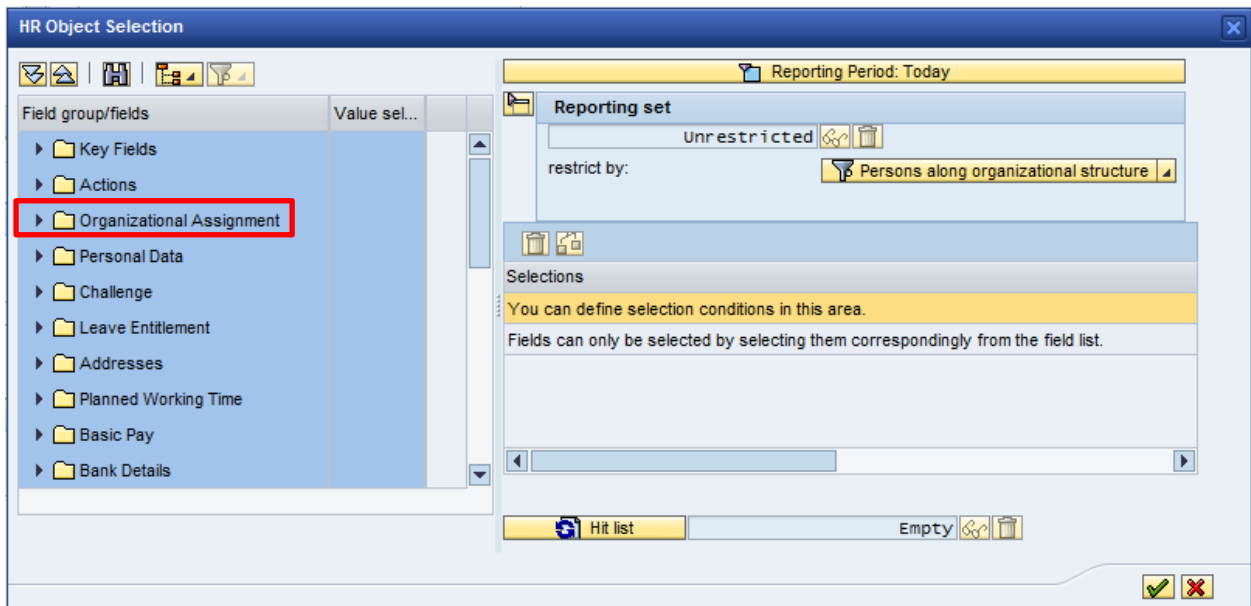 HR Object Selection
Field group/fields Value sel...
Key Fields
Actions
Organizational Assignment
Personal Data
Challenge
Leave Entitlement
Addresses
Planned Working Time
Basic Pay
Bank Details
Reporting Period: Today
Reporting set
Unrestricted
restrict by: Persons along organizational structure
Selections
You can define selection conditions in this area.
Fields can only be selected by selecting them correspondingly from the field list.
Hit list Empty